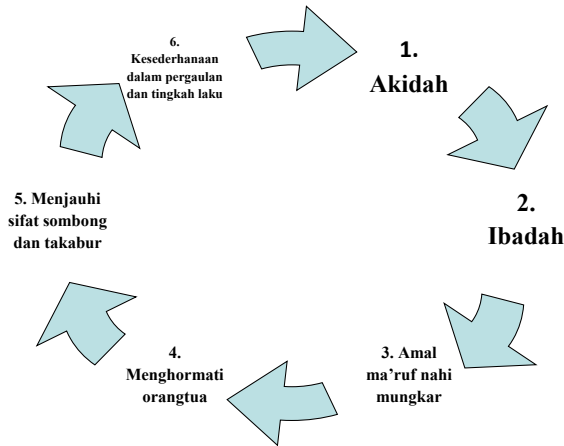 1.
Akidah
2.
Ibadah
3. Amal
ma’ruf nahi
mungkar
4.
Menghormati
orangtua
5. Menjauhi
sifat sombong
dan takabur
6.
Kesederhanaan
dalam pergaulan
dan tingkah laku